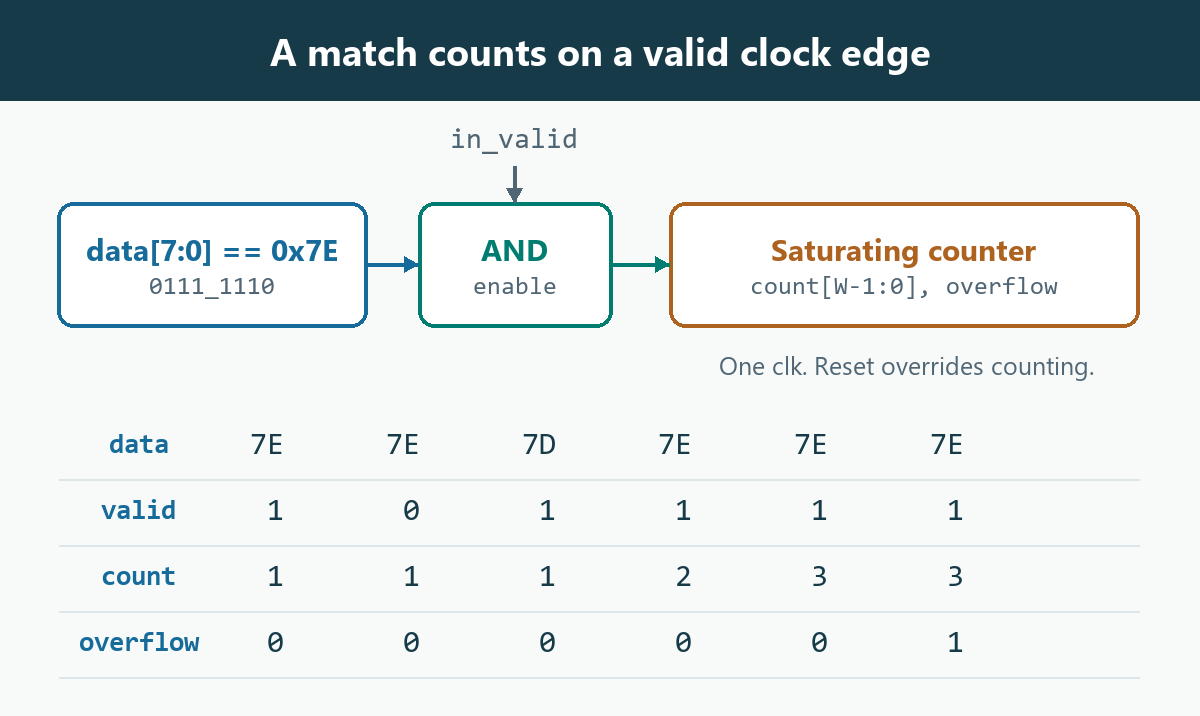 A match counts on a valid clock edge
in_valid
data[7:0] == 0x7E
0111_1110
AND
enable
Saturating counter
count[W-1:0], overflow
One clk. Reset overrides counting.
data 7E 7E 7D 7E 7E 7E
valid 1 0 1 1 1 1
count 1 1 1 2 3 3
overflow 0 0 0 0 0 1